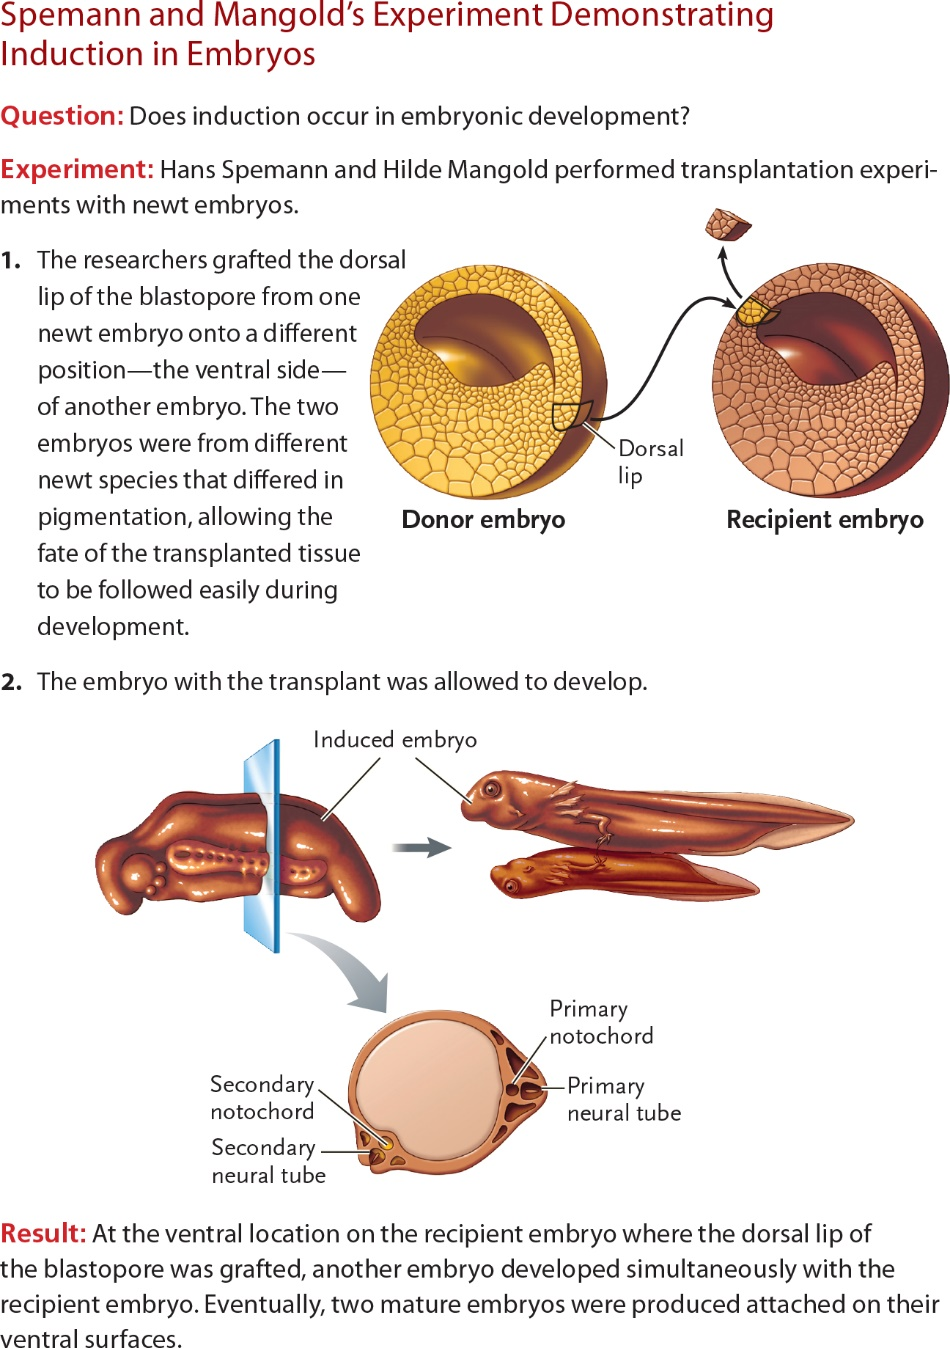 Spemann and Mangold’s Experiment Demonstrating
Induction in Embryos
Question: Does induction occur in embryonic development?
Experiment: Hans Spemann and Hilde Mangold performed transplantation experi-
ments with newt embryos.
1. The researchers grafted the dorsal
lip of the blastopore from one
newt embryo onto a different
position—the ventral side—
of another embryo. The two
embryos were from different
newt species that differed in
pigmentation, allowing the
fate of the transplanted tissue
to be followed easily during
development.
Dorsal
lip
Donor embryo
Recipient embryo
2. The embryo with the transplant was allowed to develop.
Induced embryo
Primary
notochord
Primary
neural tube
Secondary
notochord
Secondary
neural tube
Result: At the ventral location on the recipient embryo where the dorsal lip of
the blastopore was grafted, another embryo developed simultaneously with the
recipient embryo. Eventually, two mature embryos were produced attached on their
ventral surfaces.